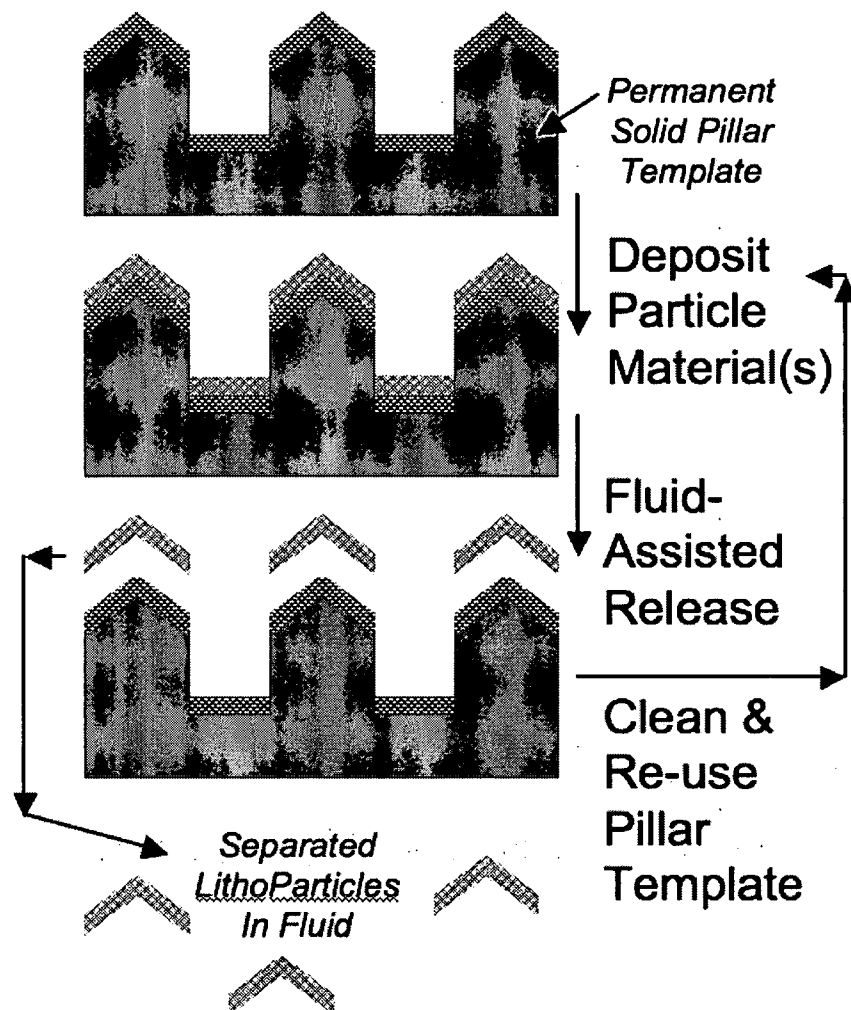 Permanent
Solid Pillar
Template
Deposit
Particle
Material(s)
Fluid-
Assisted
Release
Clean &
Re-use
Pillar
Template
Separated
LithoParticles
In Fluid